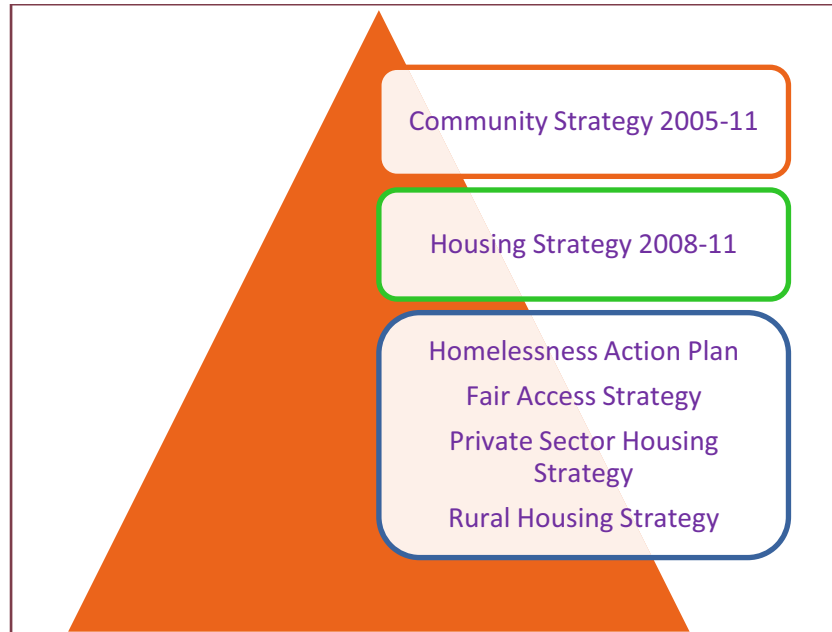 Community Strategy 2005-11
Housing Strategy 2008-11
Homelessness Action Plan
Fair Access Strategy
Private Sector Housing
Strategy
Rural Housing Strategy